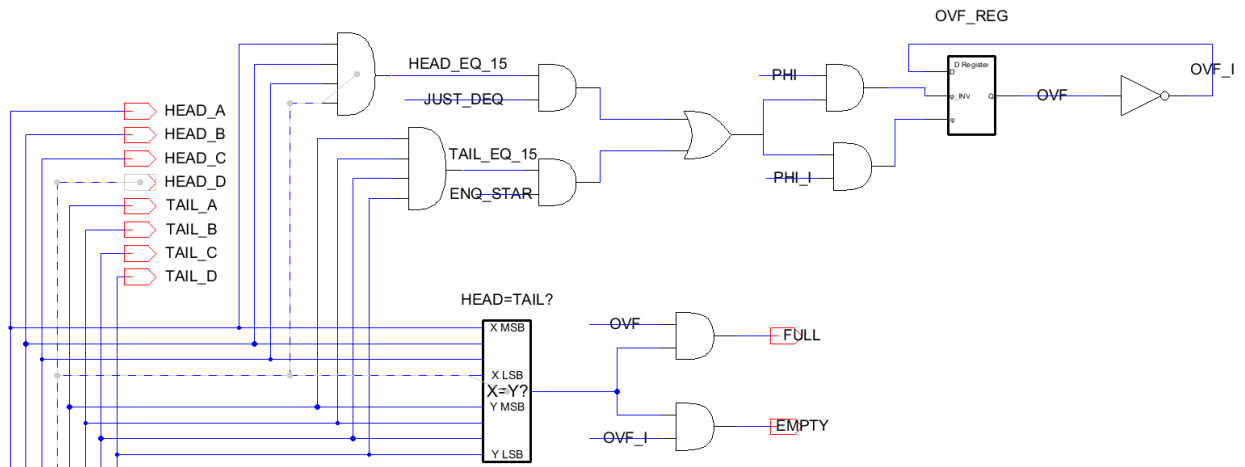 OVF_REG
HEAD_EQ_15
JUST_DEQ
PHI
D Register
D
φ_INV
φ
Q
OVF
OVF_I
HEAD_A
HEAD_B
HEAD_C
HEAD_D
TAIL_A
TAIL_B
TAIL_C
TAIL_D
TAIL_EQ_15
ENQ_STAR
PHI_I
HEAD=TAIL?
X MSB
X LSB
X=Y?
Y MSB
Y LSB
OVF
FULL
OVF_I
EMPTY